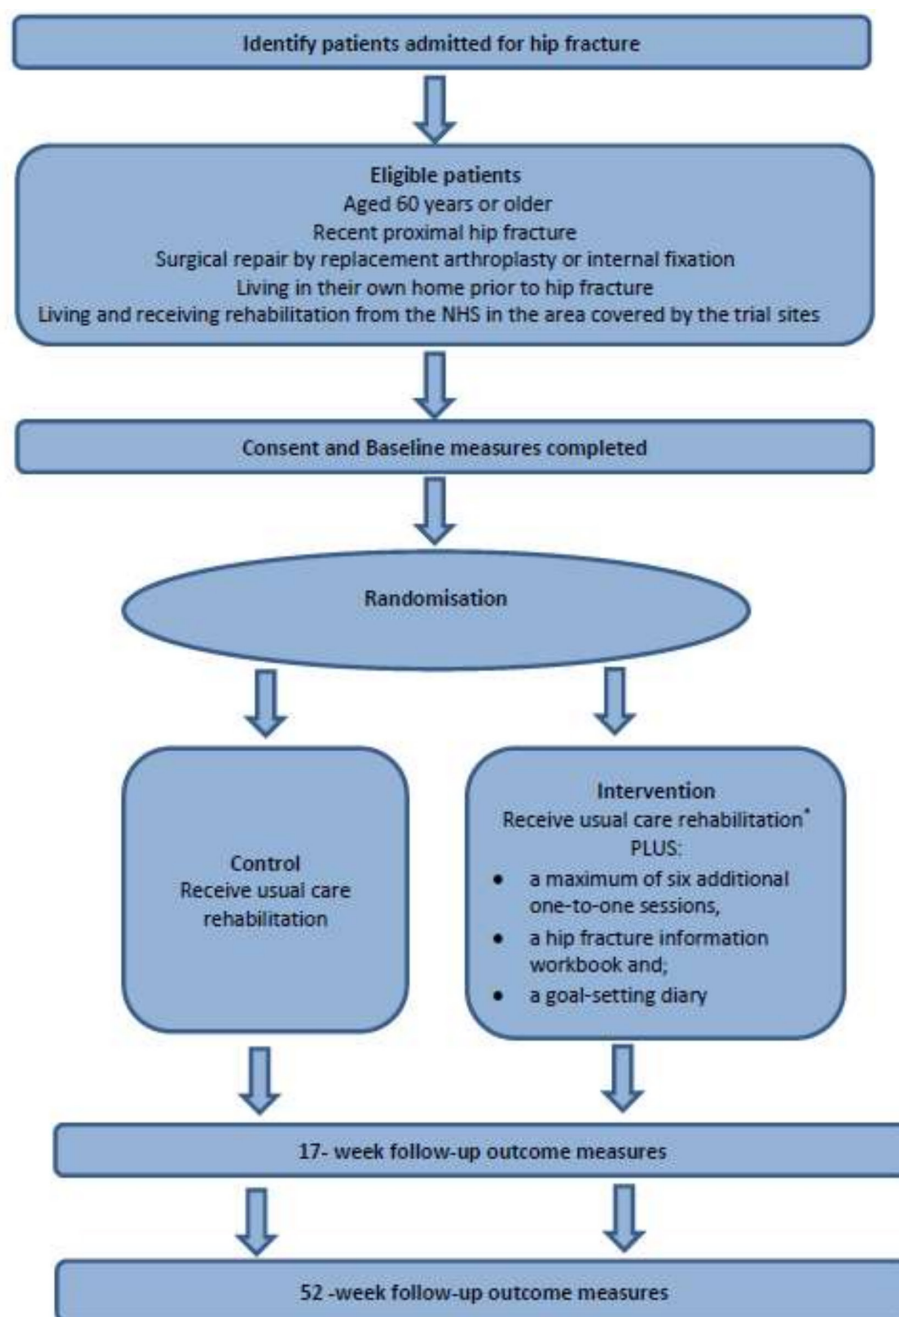 Identify patients admitted for hip fracture
Eligible patients
Aged 60 years or older
Recent proximal hip fracture
Surgical repair by replacement arthroplasty or internal fixation
Living in their own home prior to hip fracture
Living and receiving rehabilitation from the NHS in the area covered by the trial sites
Consent and Baseline measures completed
Randomisation
Control
Receive usual care
rehabilitation
Intervention
Receive usual care rehabilitation*
PLUS:
• a maximum of six additional
one-to-one sessions,
• a hip fracture information
workbook and;
• a goal-setting diary
17- week follow-up outcome measures
52 -week follow-up outcome measures